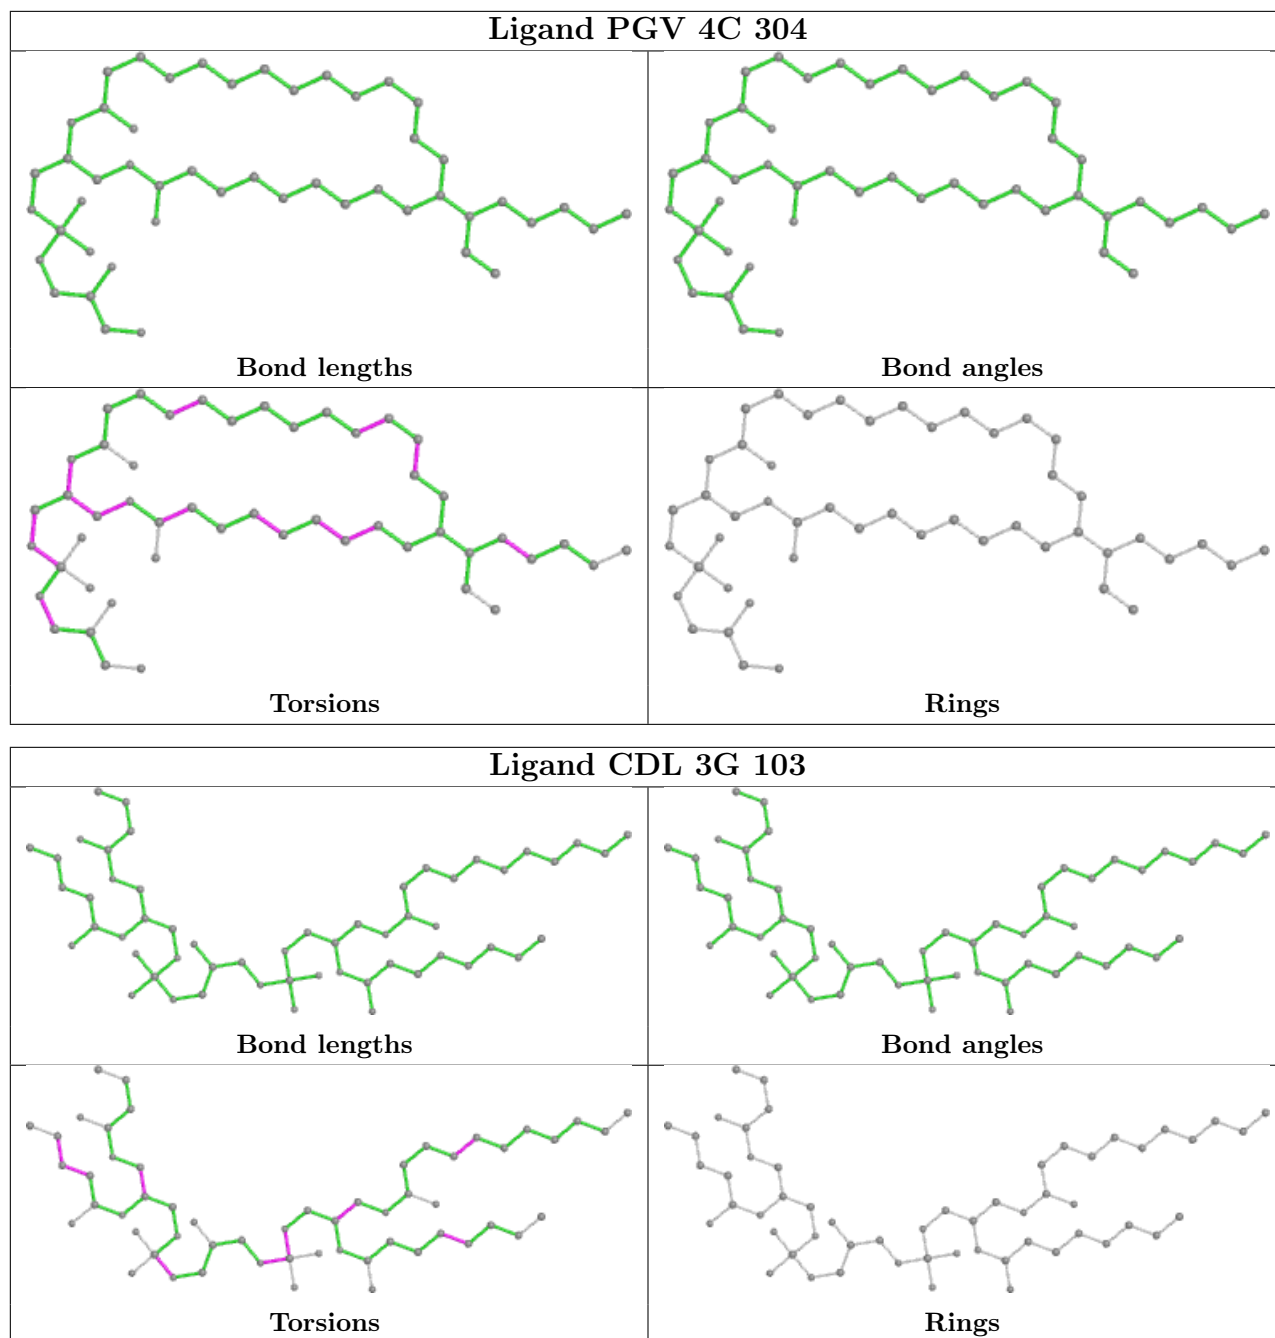 Ligand PGV 4C 304
Bond lengths
Bond angles
Torsions
Rings
Ligand CDL 3G 103
Bond lengths
Bond angles
Torsions
Rings